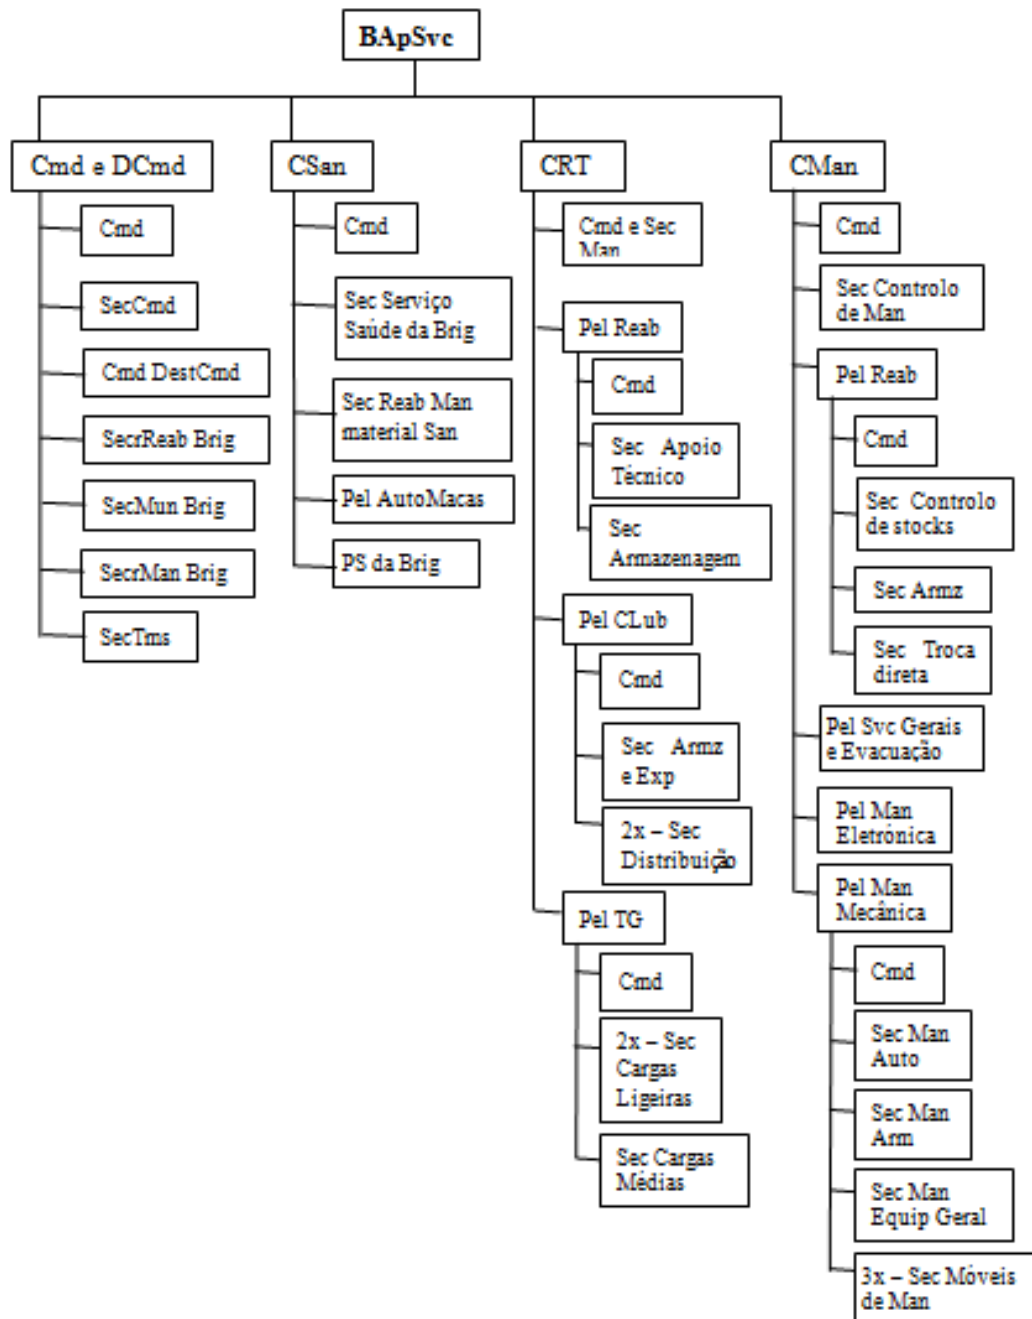 BApSvc
Cmd e DCmd
Cmd
SecCmd
Cmd DestCmd
SecrReab Brig
SecMun Brig
SecrMan Brig
SecTms
CSan
Cmd
Sec Serviço
Saúde da Brig
Sec Reab Man
material San
Pel AutoMacas
PS da Brig
CRT
Cmd e Sec
Man
Pel Reab
Cmd
Sec Apoio
Técnico
Sec
Armazenagem
Pel CLub
Cmd
Sec Armz
e Exp
2x – Sec
Distribuição
Pel TG
Cmd
2x – Sec
Cargas
Ligeiras
Sec Cargas
Médias
CMan
Cmd
Sec Controlo
de Man
Pel Reab
Cmd
Sec Controlo
de stocks
Sec Armz
Sec Troca
direta
Pel Svc Gerais
e Evacuação
Pel Man
Eletrónica
Pel Man
Mecânica
Cmd
Sec Man
Auto
Sec Man
Arm
Sec Man
Equip Geral
3x – Sec Móveis
de Man